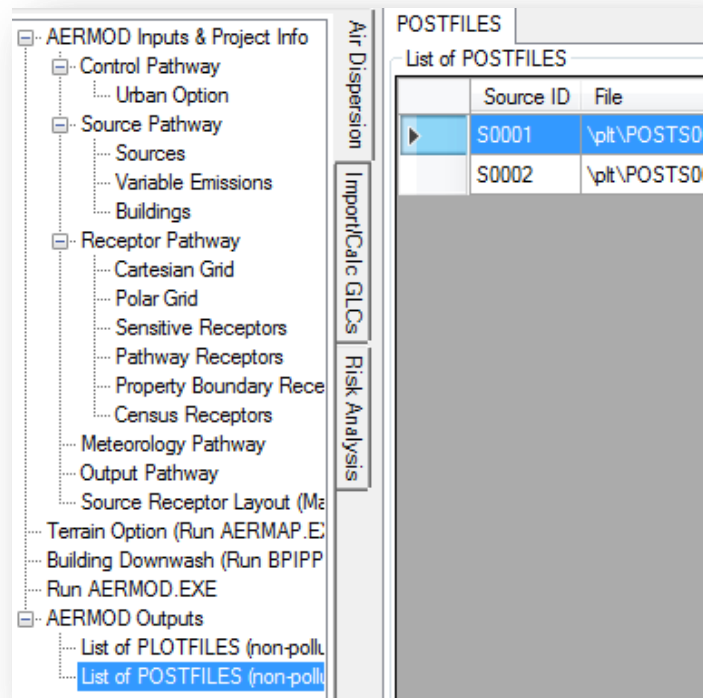 AERMOD Inputs & Project Info
Control Pathway
Urban Option
Source Pathway
Sources
Variable Emissions
Buildings
Receptor Pathway
Cartesian Grid
Polar Grid
Sensitive Receptors
Pathway Receptors
Property Boundary Rece
Census Receptors
Meteorology Pathway
Output Pathway
Source Receptor Layout (Ma
Terrain Option (Run AERMAP.EX
Building Downwash (Run BPIPP
Run AERMOD.EXE
AERMOD Outputs
List of PLOTFILES (non-pollu
List of POSTFILES (non-pollu
Air Dispersion
Import/Calc GLCs
Risk Analysis
POSTFILES
List of POSTFILES
Source ID File
S0001 \plt\POSTS00
S0002 \plt\POSTS00